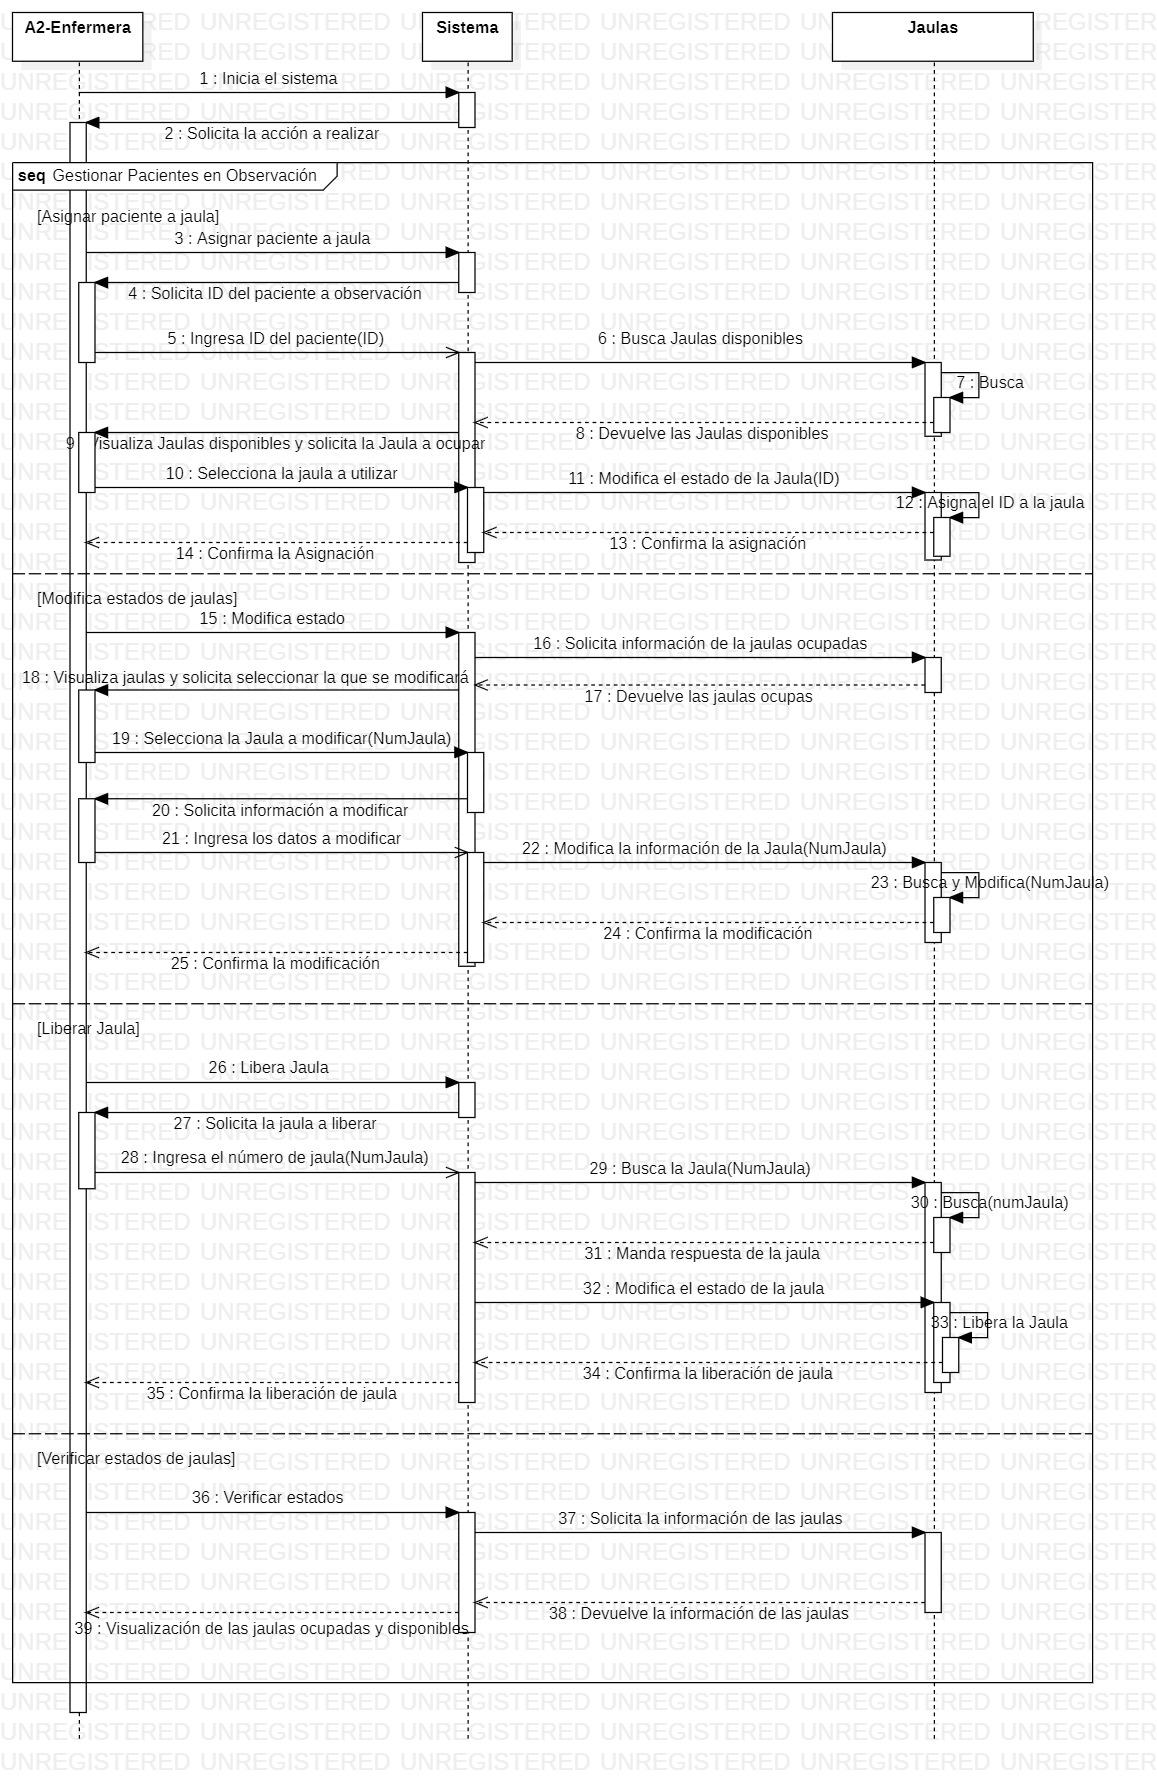 A2-Enfermera
Sistema
Jaulas
1 : Inicia el sistema
2 : Solicita la acción a realizar
seq Gestionar Pacientes en Observación
[Asignar paciente a jaula]
3 : Asignar paciente a jaula
4 : Solicita ID del paciente a observación
5 : Ingresa ID del paciente(ID)
6 : Busca Jaulas disponibles
7 : Busca
8 : Devuelve las Jaulas disponibles
9 : Visualiza Jaulas disponibles y solicita la Jaula a ocupar
10 : Selecciona la jaula a utilizar
11 : Modifica el estado de la Jaula(ID)
12 : Asigna el ID a la jaula
13 : Confirma la asignación
14 : Confirma la Asignación
[Modifica estados de jaulas]
15 : Modifica estado
16 : Solicita información de la jaulas ocupadas
17 : Devuelve las jaulas ocupas
18 : Visualiza jaulas y solicita seleccionar la que se modificará
19 : Selecciona la Jaula a modificar(NumJaula)
20 : Solicita información a modificar
21 : Ingresa los datos a modificar
22 : Modifica la información de la Jaula(NumJaula)
23 : Busca y Modifica(NumJaula)
24 : Confirma la modificación
25 : Confirma la modificación
[Liberar Jaula]
26 : Libera Jaula
27 : Solicita la jaula a liberar
28 : Ingresa el número de jaula(NumJaula)
29 : Busca la Jaula(NumJaula)
30 : Busca(numJaula)
31 : Manda respuesta de la jaula
32 : Modifica el estado de la jaula
33 : Libera la Jaula
34 : Confirma la liberación de jaula
35 : Confirma la liberación de jaula
[Verificar estados de jaulas]
36 : Verificar estados
37 : Solicita la información de las jaulas
38 : Devuelve la información de las jaulas
39 : Visualización de las jaulas ocupadas y disponibles
UNREGISTERED